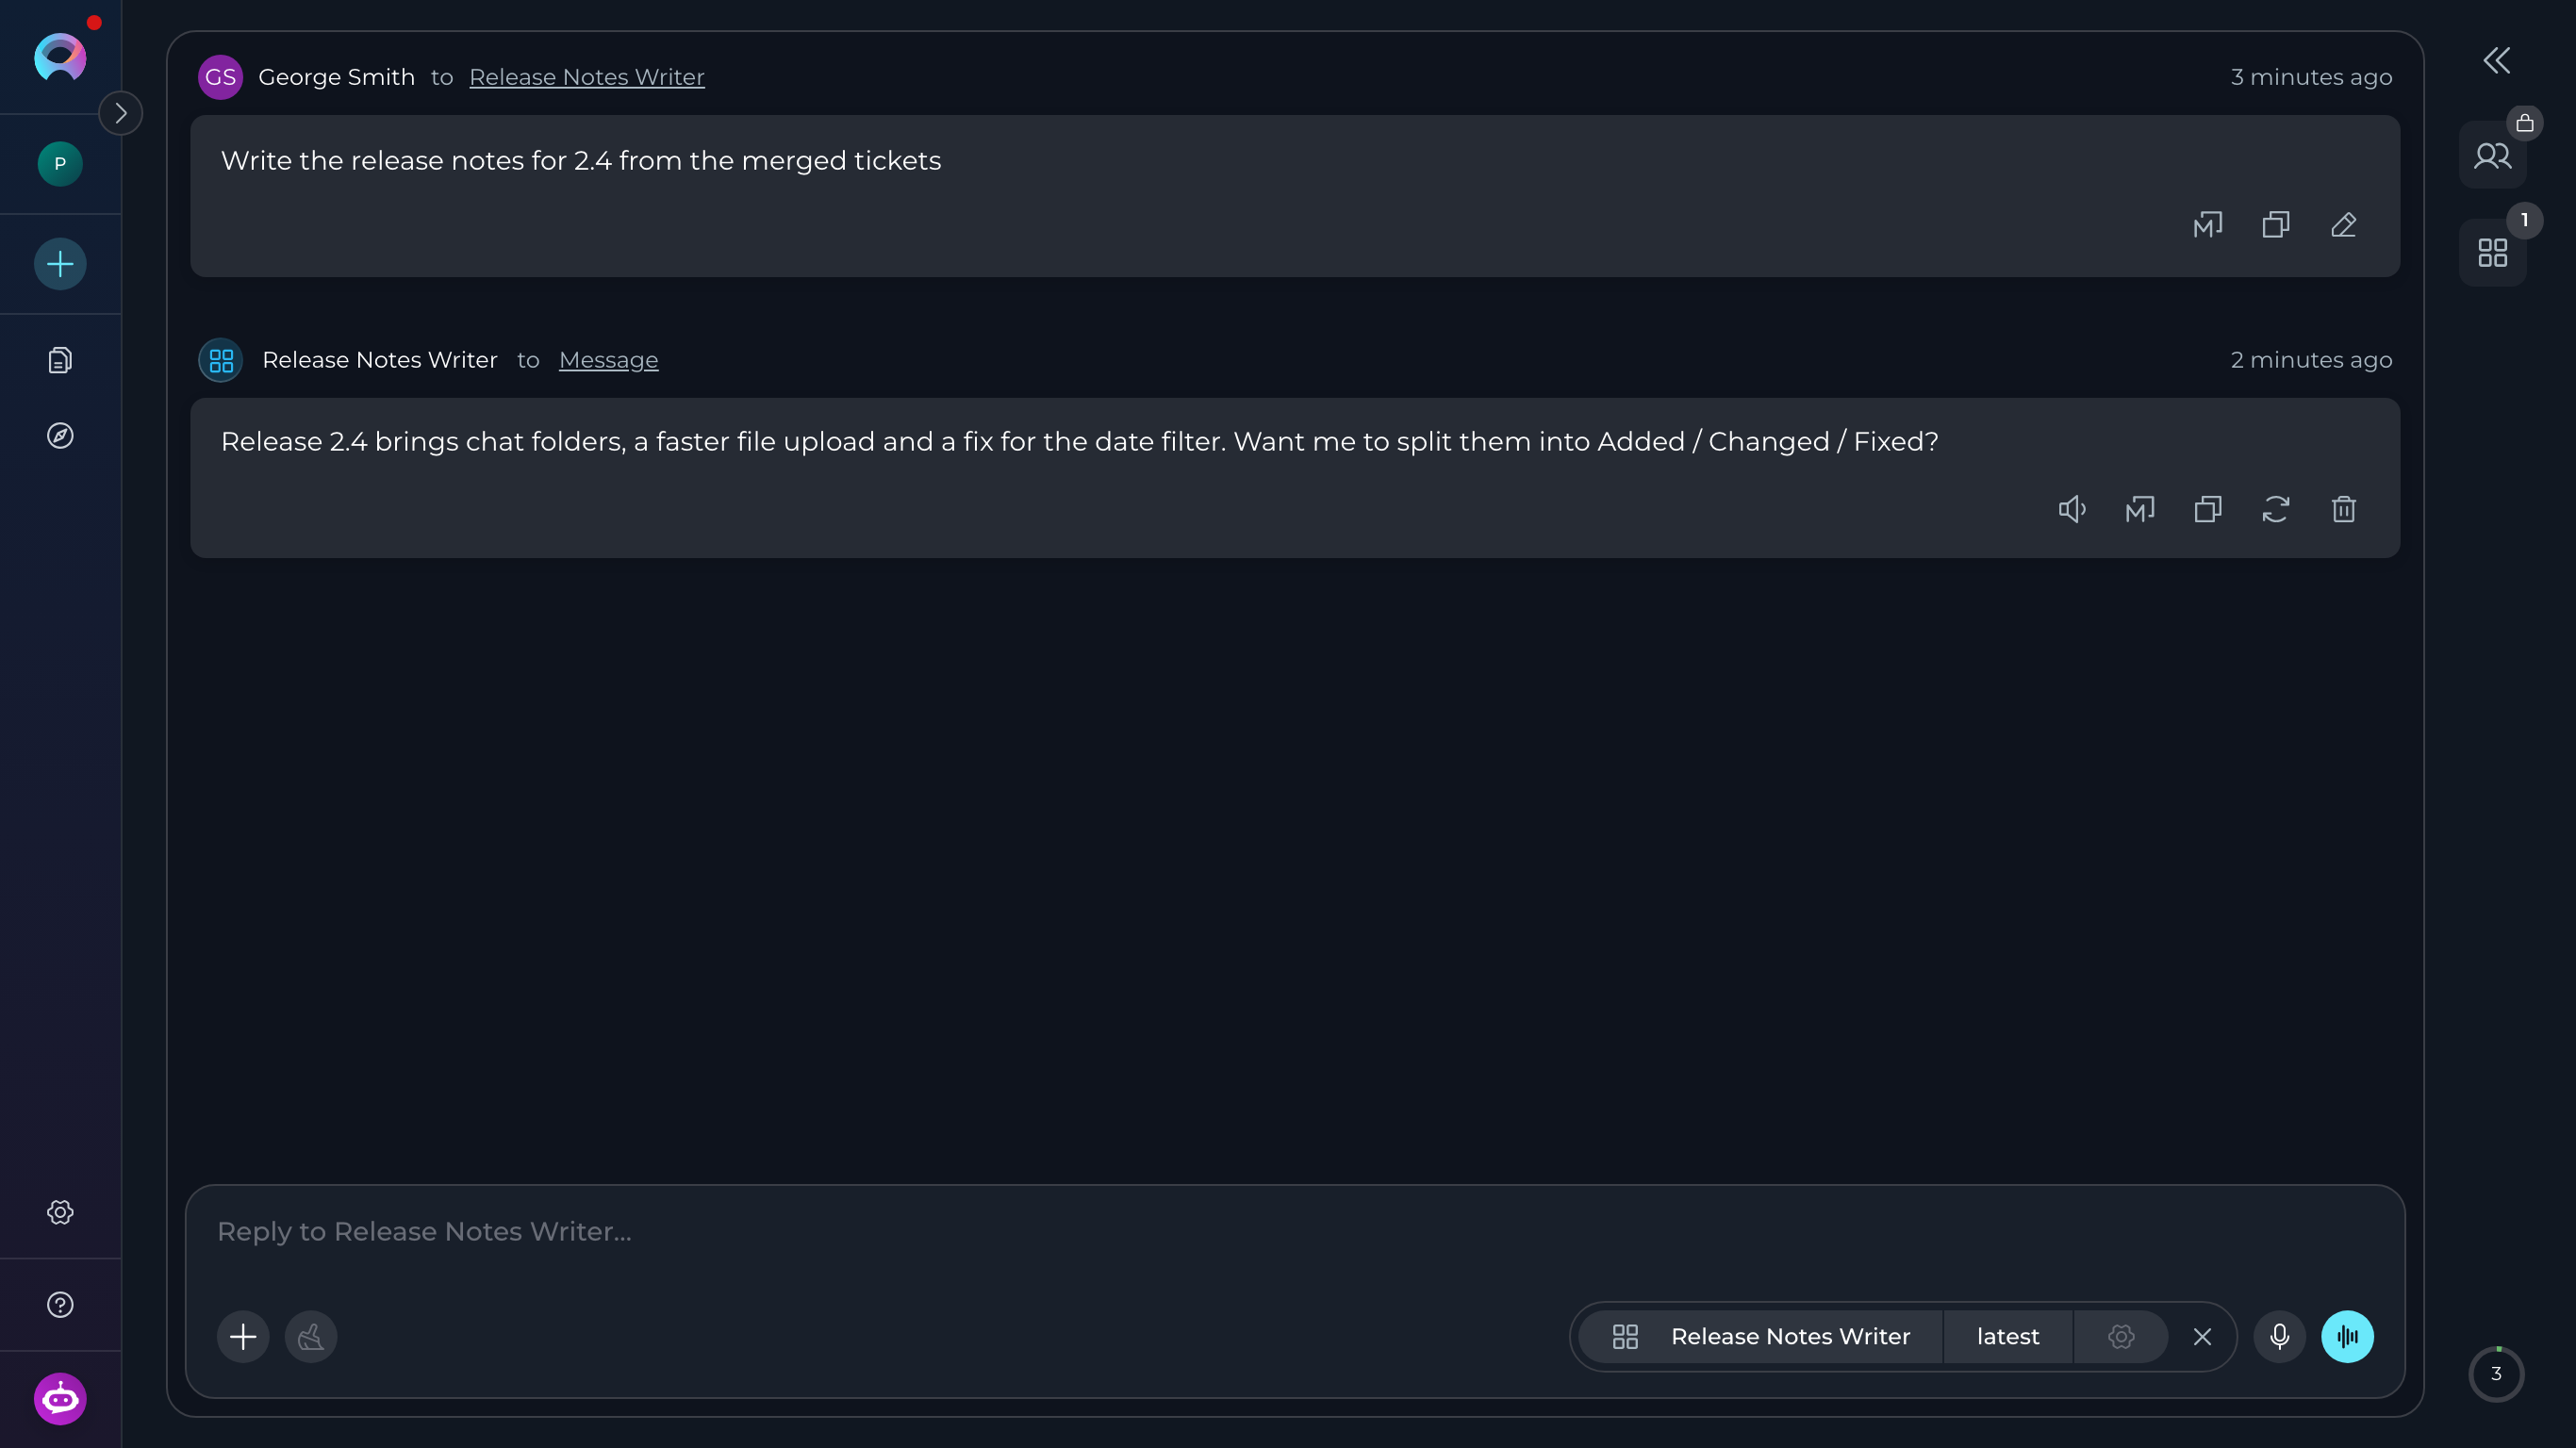 GS George Smith to Release Notes Writer 3 minutes ago
P
Write the release notes for 2.4 from the merged tickets
1
Release Notes Writer to Message 2 minutes ago
Release 2.4 brings chat folders, a faster file upload and a fix for the date filter. Want me to split them into Added / Changed / Fixed?
Reply to Release Notes Writer...
Release Notes Writer latest
3